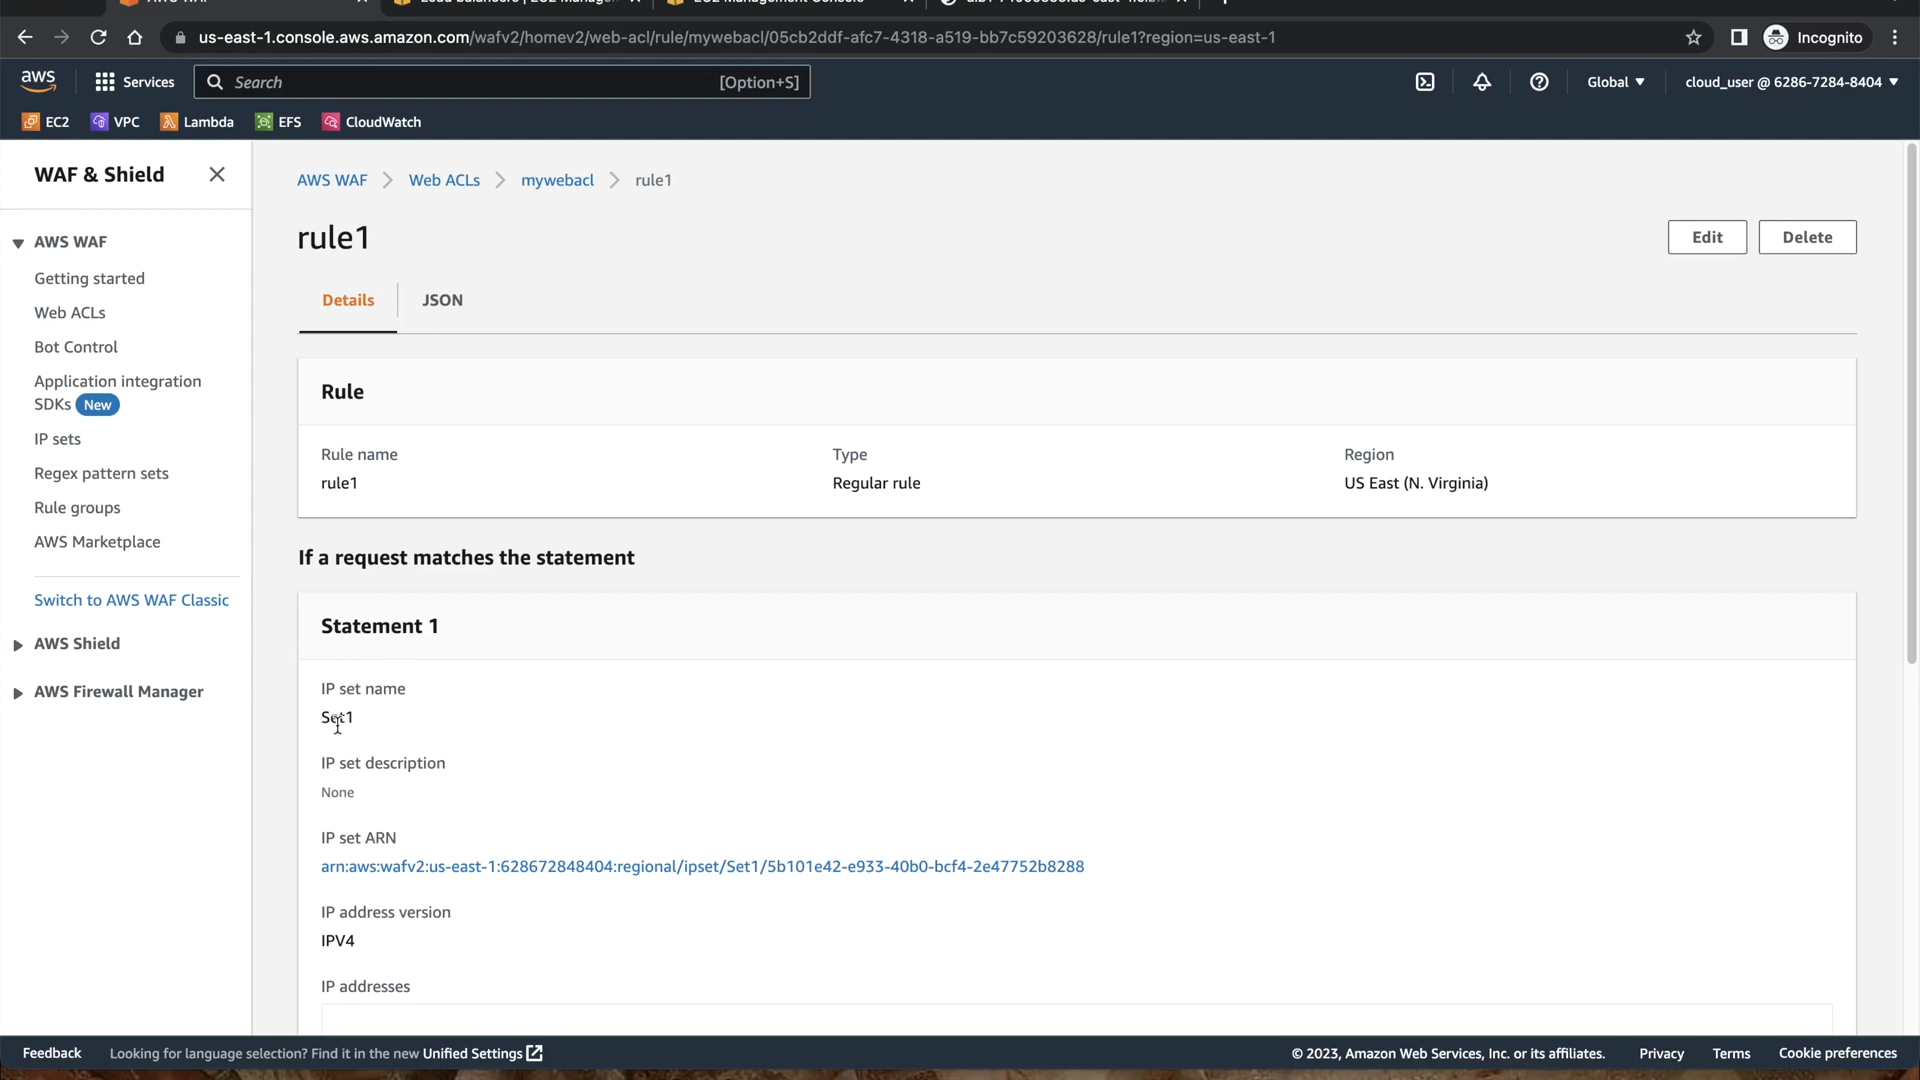 us-east-1.console.aws.amazon.com/wafv2/homev2/web-acl/rule/mywebacl/05cb2ddf-afc7-4318-a519-bb7c59203628/rule1?region=us-east-1
Incognito
aws
Services
Search
[Option+S]
Global
cloud_user @ 6286-7284-8404
EC2
VPC
Lambda
EFS
CloudWatch
WAF & Shield
AWS WAF
Getting started
Web ACLs
Bot Control
Application integration
SDKs New
IP sets
Regex pattern sets
Rule groups
AWS Marketplace
Switch to AWS WAF Classic
AWS Shield
AWS Firewall Manager
AWS WAF
Web ACLs
mywebacl
rule1
rule1
Edit
Delete
Details
JSON
Rule
Rule name
rule1
Type
Regular rule
Region
US East (N. Virginia)
If a request matches the statement
Statement 1
IP set name
Set1
IP set description
None
IP set ARN
arn:aws:wafv2:us-east-1:628672848404:regional/ipset/Set1/5b101e42-e933-40b0-bcf4-2e47752b8288
IP address version
IPV4
IP addresses
Feedback
Looking for language selection? Find it in the new Unified Settings
© 2023, Amazon Web Services, Inc. or its affiliates.
Privacy
Terms
Cookie preferences